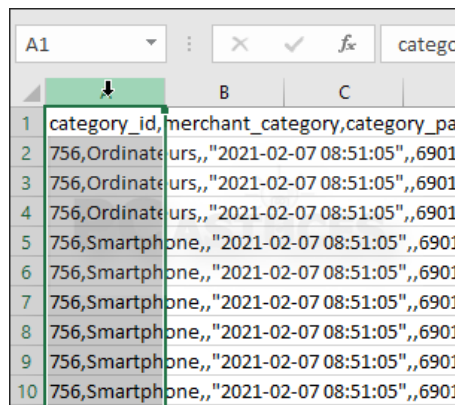 A1 fx catego
A B C
1 category_id,merchant_category,category_pa
2 756,Ordinateurs,,"2021-02-07 08:51:05",,6901
3 756,Ordinateurs,,"2021-02-07 08:51:05",,6901
4 756,Ordinateurs,,"2021-02-07 08:51:05",,6901
5 756,Smartphone,,"2021-02-07 08:51:05",,6901
6 756,Smartphone,,"2021-02-07 08:51:05",,6901
7 756,Smartphone,,"2021-02-07 08:51:05",,6901
8 756,Smartphone,,"2021-02-07 08:51:05",,6901
9 756,Smartphone,,"2021-02-07 08:51:05",,6901
10 756,Smartphone,,"2021-02-07 08:51:05",,6901